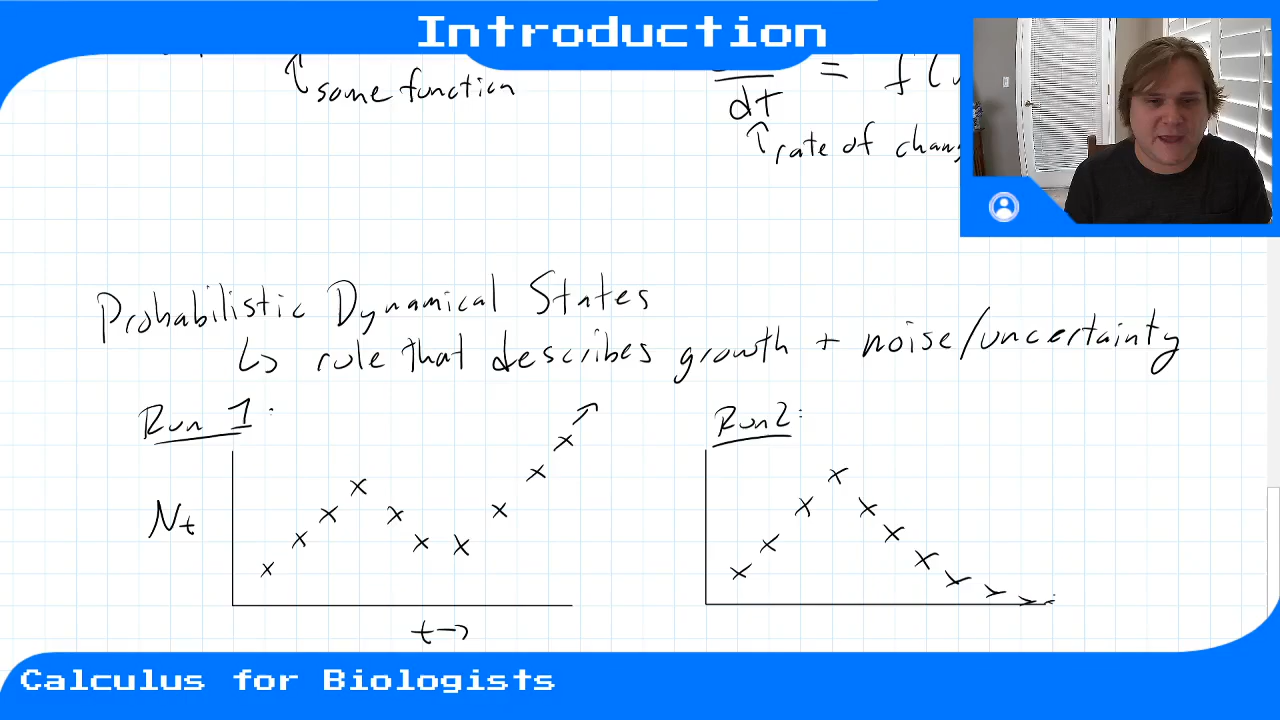 Introduction
some function
dt = f(
rate of chang
Probabilistic Dynamical States
↳ rule that describes growth + noise/uncertainty
Run 1:
Run 2:
Nt
t→
Calculus for Biologists